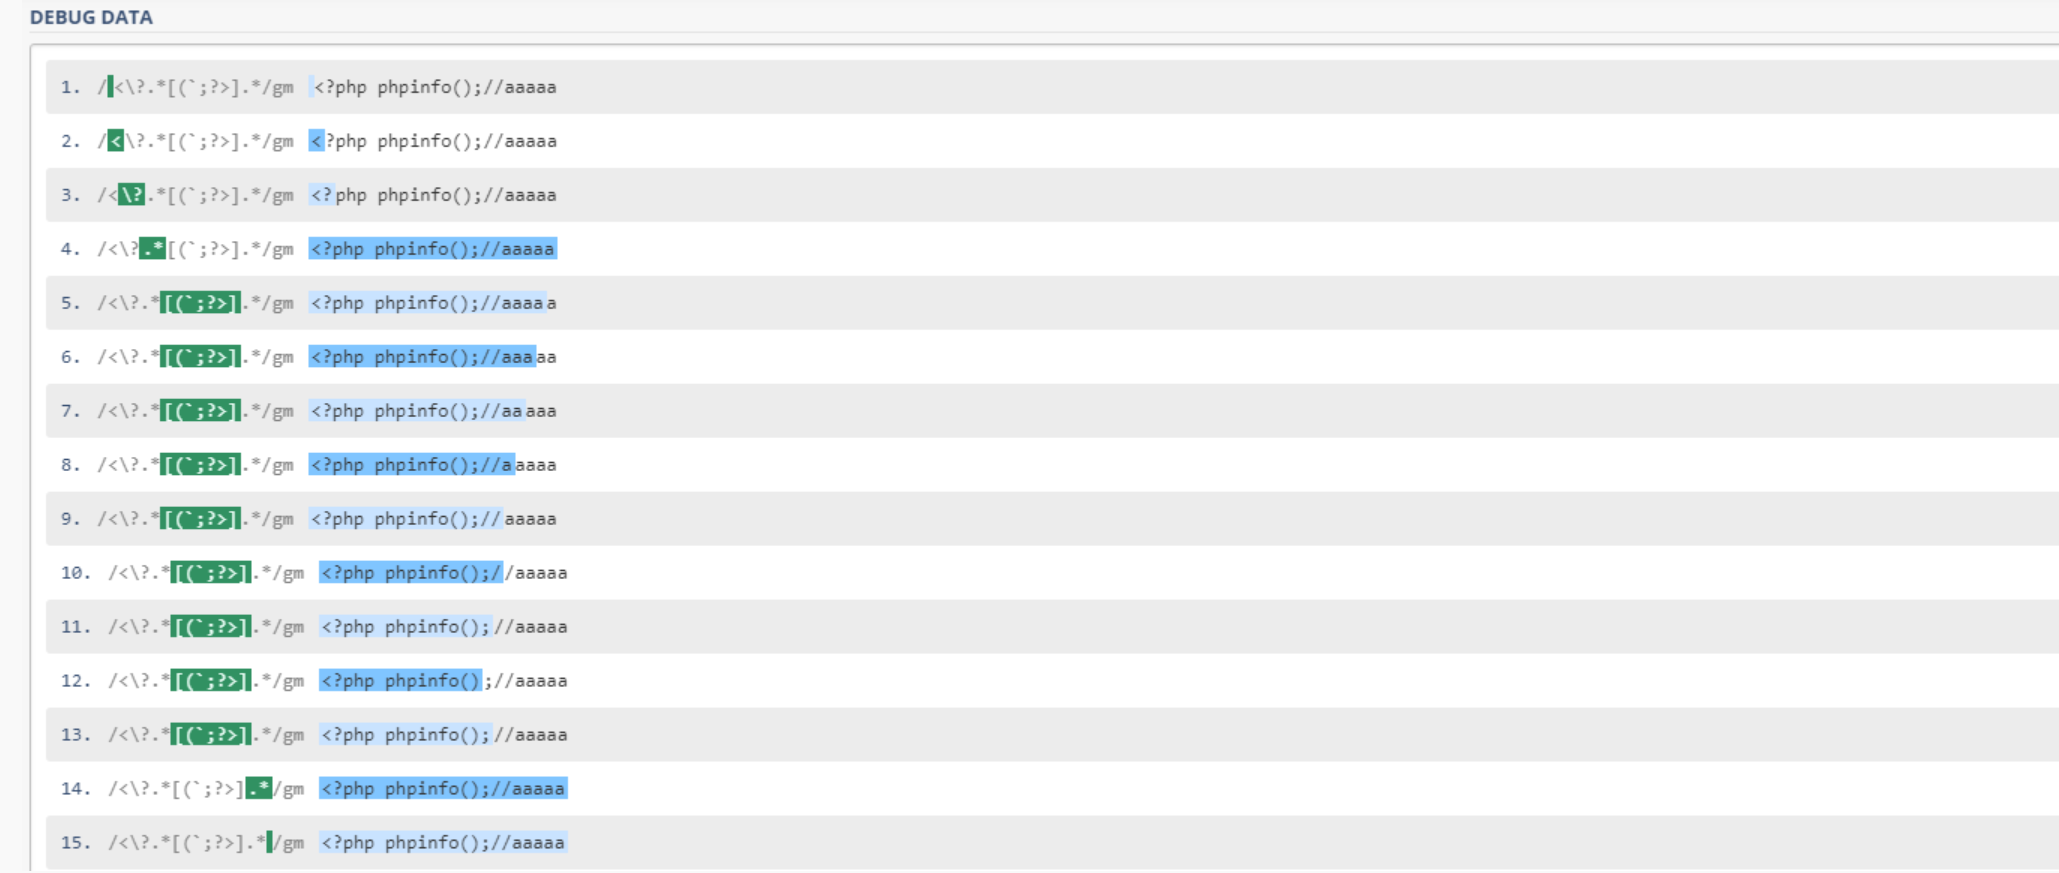 DEBUG DATA
1. /<\?.*[(`;?>].*/gm <?php phpinfo();//aaaaa
2. /<\?.*[(`;?>].*/gm <?php phpinfo();//aaaaa
3. /<\?.*[(`;?>].*/gm <?php phpinfo();//aaaaa
4. /<\?.*[(`;?>].*/gm <?php phpinfo();//aaaaa
5. /<\?.*[(`;?>].*/gm <?php phpinfo();//aaaaa
6. /<\?.*[(`;?>].*/gm <?php phpinfo();//aaaaa
7. /<\?.*[(`;?>].*/gm <?php phpinfo();//aaaaa
8. /<\?.*[(`;?>].*/gm <?php phpinfo();//aaaaa
9. /<\?.*[(`;?>].*/gm <?php phpinfo();//aaaaa
10. /<\?.*[(`;?>].*/gm <?php phpinfo();//aaaaa
11. /<\?.*[(`;?>].*/gm <?php phpinfo();//aaaaa
12. /<\?.*[(`;?>].*/gm <?php phpinfo();//aaaaa
13. /<\?.*[(`;?>].*/gm <?php phpinfo();//aaaaa
14. /<\?.*[(`;?>].*/gm <?php phpinfo();//aaaaa
15. /<\?.*[(`;?>].*/gm <?php phpinfo();//aaaaa